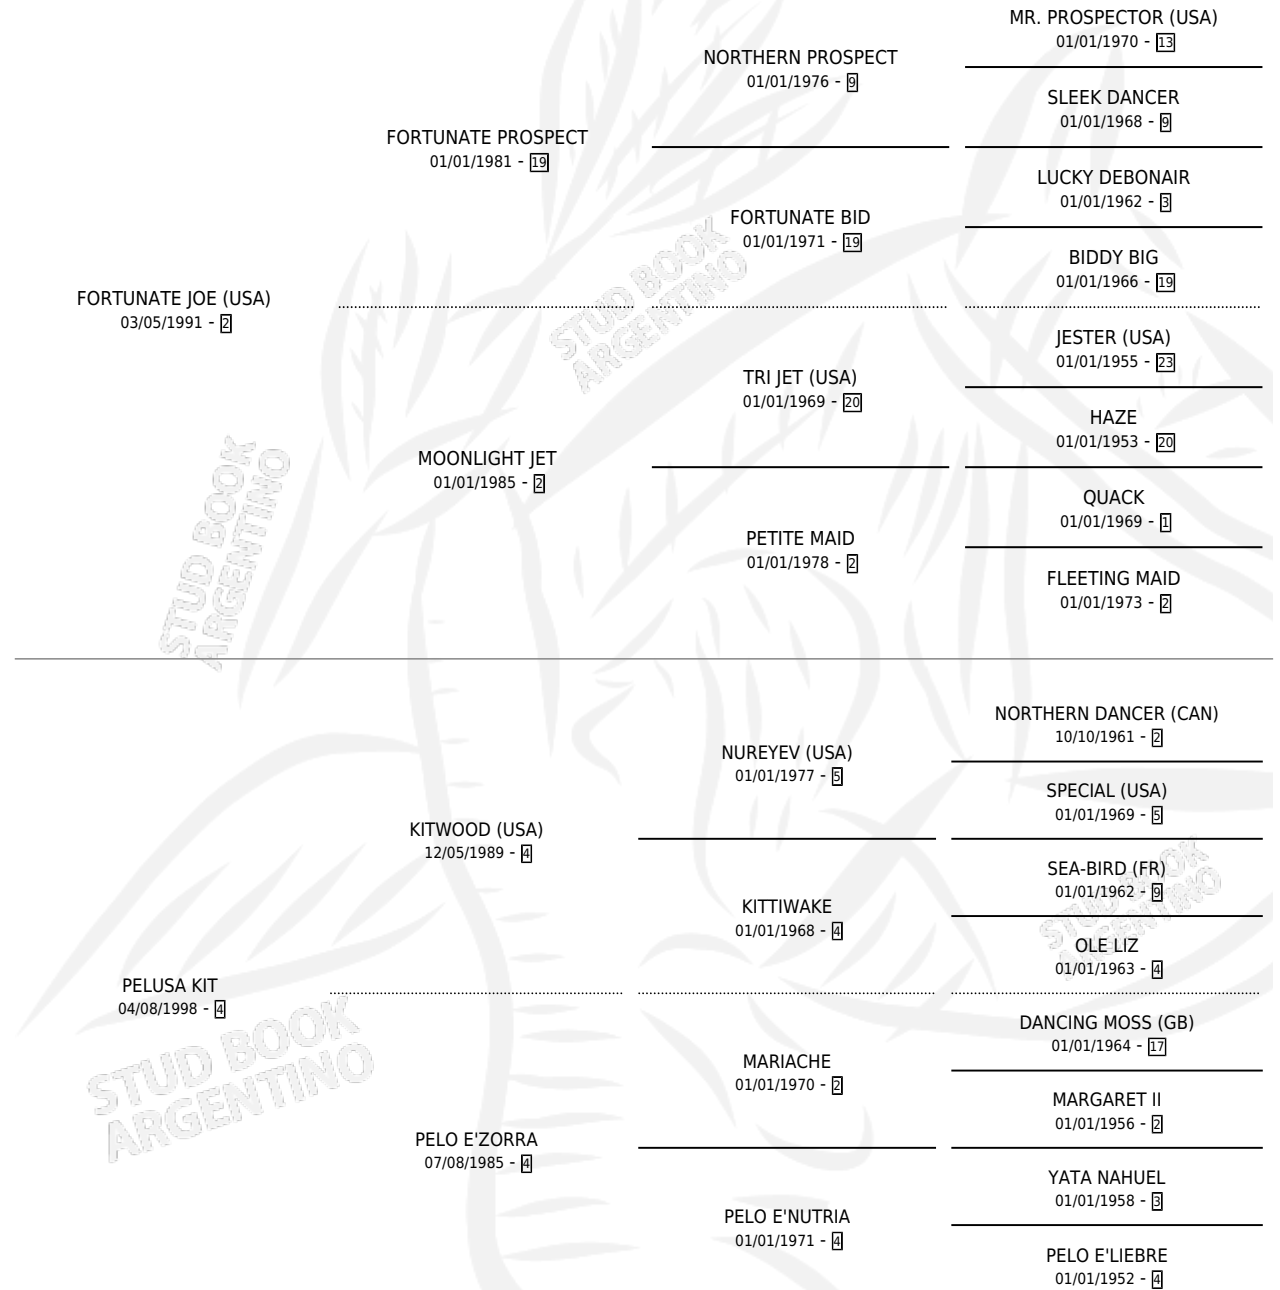 MR. PROSPECTOR (USA)
01/01/1970 - 13
NORTHERN PROSPECT
01/01/1976 - 9
SLEEK DANCER
01/01/1968 - 9
FORTUNATE PROSPECT
01/01/1981 - 19
LUCKY DEBONAIR
01/01/1962 - 3
FORTUNATE BID
01/01/1971 - 19
BIDDY BIG
01/01/1966 - 19
FORTUNATE JOE (USA)
03/05/1991 - 2
STUD BOOK
ARGENTINO
JESTER (USA)
01/01/1955 - 23
TRI JET (USA)
01/01/1969 - 20
HAZE
01/01/1953 - 20
MOONLIGHT JET
01/01/1985 - 2
QUACK
01/01/1969 - 1
PETITE MAID
01/01/1978 - 2
FLEETING MAID
01/01/1973 - 2
STUD BOOK
ARGENTINO
NORTHERN DANCER (CAN)
10/10/1961 - 2
NUREYEV (USA)
01/01/1977 - 5
SPECIAL (USA)
01/01/1969 - 5
KITWOOD (USA)
12/05/1989 - 4
SEA-BIRD (FR)
01/01/1962 - 9
KITTIWAKE
01/01/1968 - 4
STUD BOOK
ARGENTINO
OLE LIZ
01/01/1963 - 4
PELUSA KIT
04/08/1998 - 4
DANCING MOSS (GB)
01/01/1964 - 17
MARIACHE
01/01/1970 - 2
STUD BOOK
ARGENTINO
MARGARET II
01/01/1956 - 2
PELO E'ZORRA
07/08/1985 - 4
YATA NAHUEL
01/01/1958 - 3
PELO E'NUTRIA
01/01/1971 - 4
PELO E'LIEBRE
01/01/1952 - 4